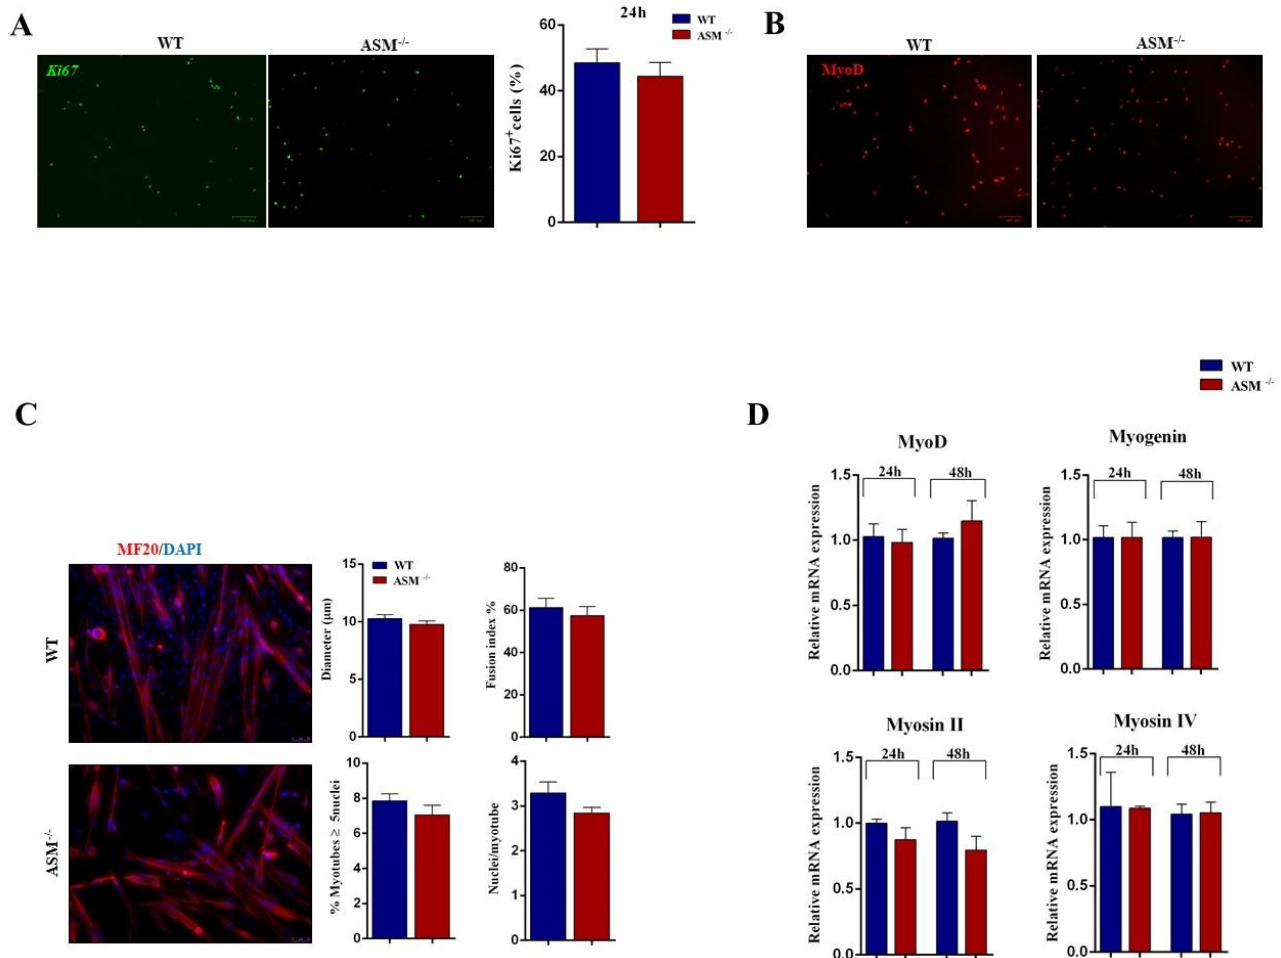 A
WT
ASM-/-
Ki67
24h
WT
ASM -/-
Ki67+cells (%)
60
40
20
0
B
WT
ASM-/-
MyoD
WT
ASM -/-
C
MF20/DAPI
WT
ASM-/-
WT
ASM -/-
Diameter (μm)
15
10
5
0
Fusion index %
80
60
40
20
0
% Myotubes ≥ 5nuclei
10
8
6
4
2
0
Nuclei/myotube
4
3
2
1
0
D
MyoD
24h
48h
Relative mRNA expression
1.5
1.0
0.5
0.0
Myogenin
24h
48h
Relative mRNA expression
1.5
1.0
0.5
0.0
Myosin II
24h
48h
Relative mRNA expression
1.5
1.0
0.5
0.0
Myosin IV
24h
48h
Relative mRNA expression
1.5
1.0
0.5
0.0